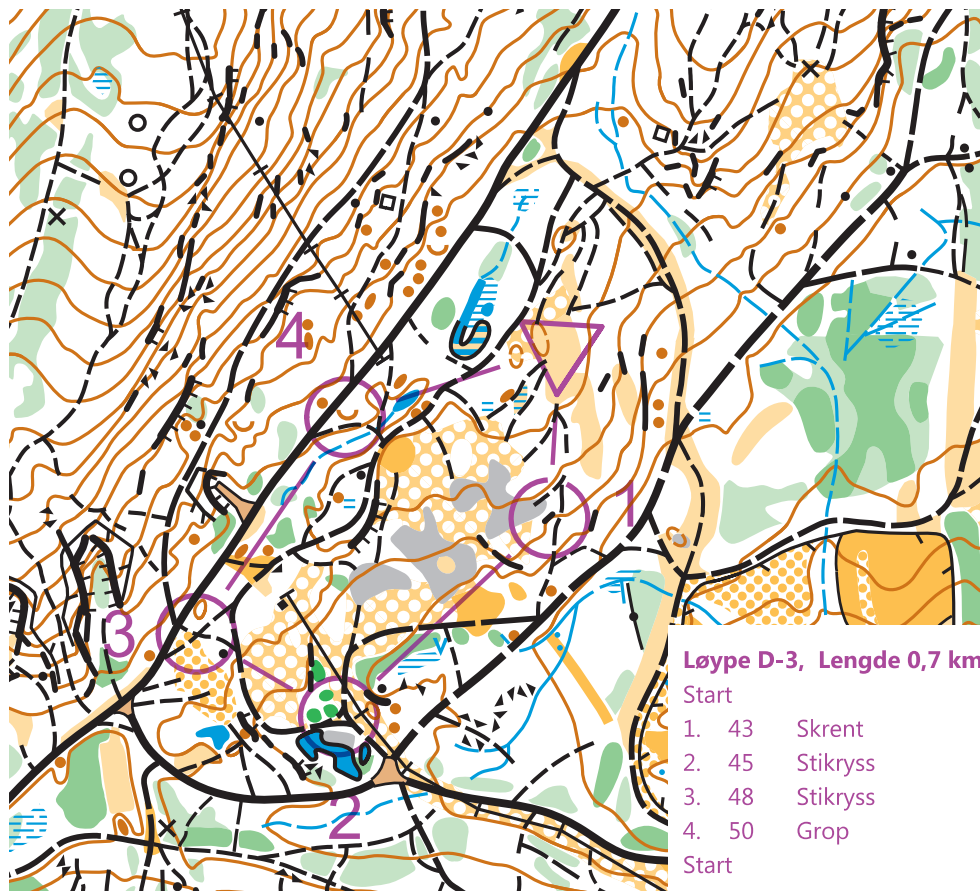 4
1
3
2
Løype D-3, Lengde 0,7 km
Start
1. 43 Skrent
2. 45 Stikryss
3. 48 Stikryss
4. 50 Grop
Start